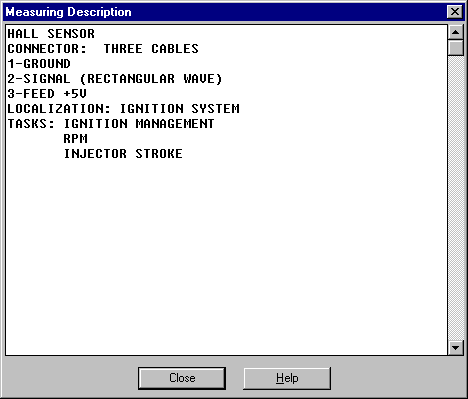 Measuring Description
HALL SENSOR
CONNECTOR:  THREE CABLES
1-GROUND
2-SIGNAL (RECTANGULAR WAVE)
3-FEED +5V
LOCALIZATION: IGNITION SYSTEM
TASKS: IGNITION MANAGEMENT
RPM
INJECTOR STROKE
Close
Help